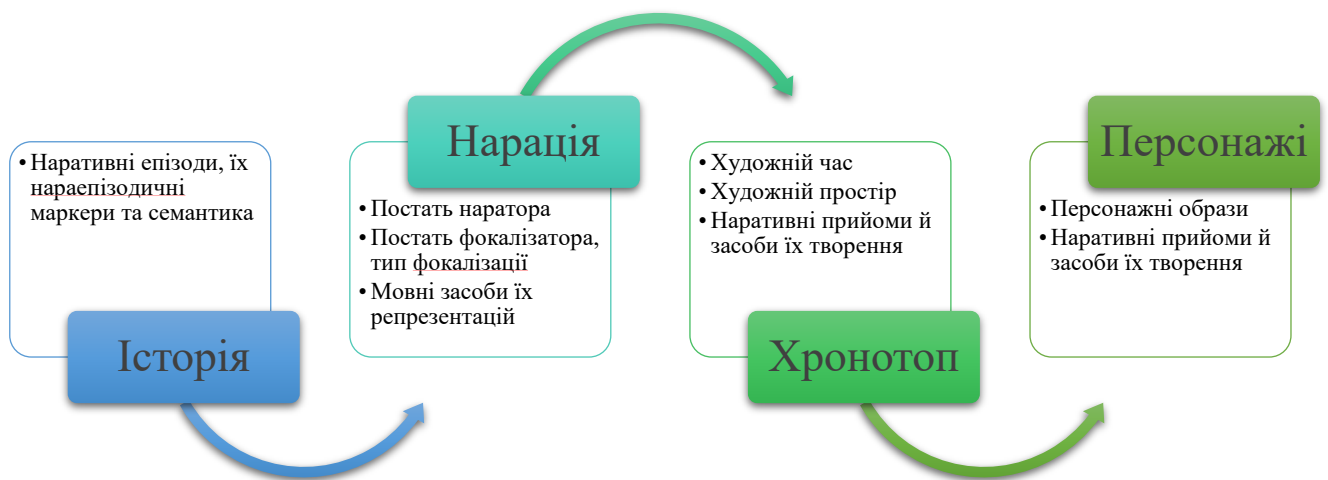 • Наративні епізоди, їх
нараепізодичні
маркери та семантика
Історія
Нарація
• Постать наратора
• Постать фокалізатора,
тип фокалізації
• Мовні засоби їх
репрезентацій
• Художній час
• Художній простір
• Наративні прийоми й
засоби їх творення
Хронотоп
Персонажі
• Персонажні образи
• Наративні прийоми й
засоби їх творення